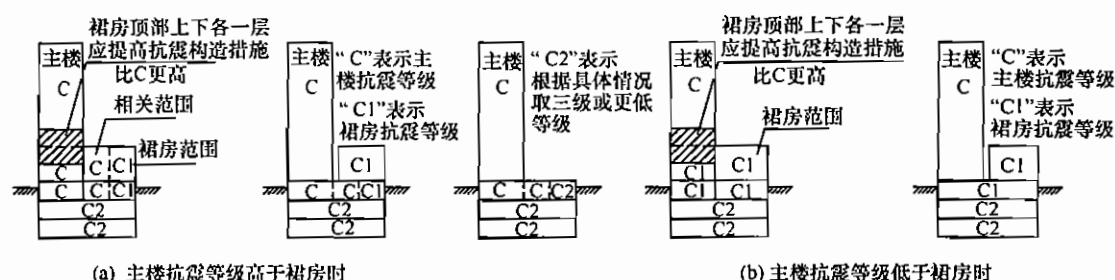 裙房顶部上下各一层
应提高抗震构造措施
主楼
比C更高
C
相关范围
裙房范围
C
C1
C
C
C
C1
C2
C2
主楼
C
“C”表示主
楼抗震等级
“C1”表示
裙房抗震等级
C1
C
C
C1
C2
C2
主楼
C
“C2”表示
根据具体情况
取三级或更低
等级
C
C
C2
C2
C2
(a) 主楼抗震等级高于裙房时
裙房顶部上下各一层
应提高抗震构造措施
主楼
比C更高
C
裙房范围
C1
C1
C1
C1
C2
C2
主楼
C
“C”表示
主楼抗震等级
“C1”表示
裙房抗震等级
C1
C1
C2
C2
(b) 主楼抗震等级低于裙房时